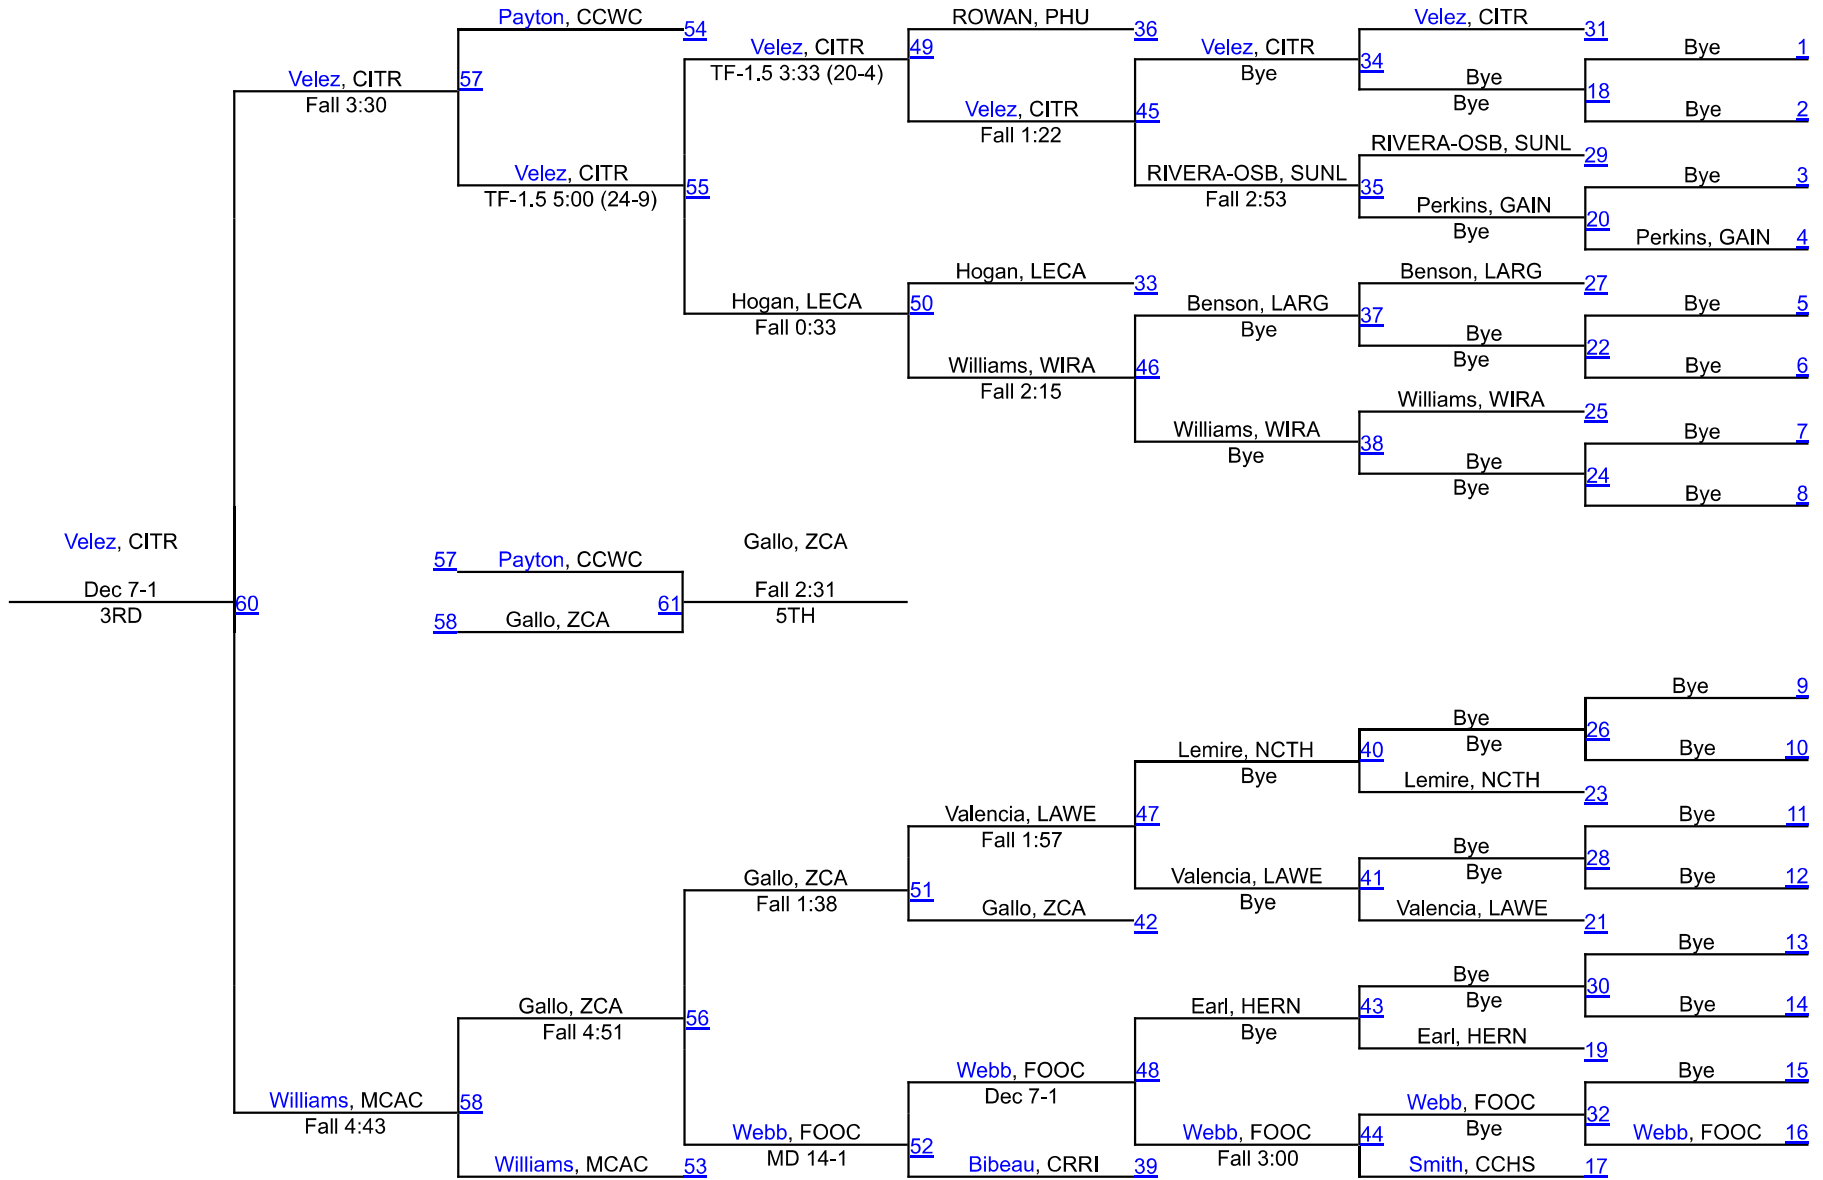 Payton, CCWC
54
Velez, CITR
Fall 3:30
57
Velez, CITR
TF-1.5 5:00 (24-9)
55
Velez, CITR
TF-1.5 3:33 (20-4)
49
ROWAN, PHU
36
Velez, CITR
Fall 1:22
45
Velez, CITR
Bye
34
Velez, CITR
31
Bye
Bye
18
Bye
1
Bye
2
RIVERA-OSB, SUNL
Fall 2:53
35
RIVERA-OSB, SUNL
29
Perkins, GAIN
Bye
20
Bye
3
Perkins, GAIN
4
Hogan, LECA
Fall 0:33
50
Hogan, LECA
33
Williams, WIRA
Fall 2:15
46
Benson, LARG
Bye
37
Benson, LARG
27
Bye
Bye
22
Bye
5
Bye
6
Williams, WIRA
Bye
38
Williams, WIRA
25
Bye
Bye
24
Bye
7
Bye
8
Velez, CITR
Dec 7-1
3RD
60
57
Payton, CCWC
58
Gallo, ZCA
61
Gallo, ZCA
Fall 2:31
5TH
Williams, MCAC
Fall 4:43
58
Gallo, ZCA
Fall 4:51
56
Gallo, ZCA
Fall 1:38
51
Valencia, LAWE
Fall 1:57
47
Lemire, NCTH
Bye
40
Bye
Bye
26
Bye
9
Bye
10
Lemire, NCTH
23
Valencia, LAWE
Bye
41
Bye
Bye
28
Bye
11
Bye
12
Valencia, LAWE
21
Gallo, ZCA
42
Webb, FOOC
MD 14-1
52
Webb, FOOC
Dec 7-1
48
Earl, HERN
Bye
43
Bye
Bye
30
Bye
13
Bye
14
Earl, HERN
19
Webb, FOOC
Fall 3:00
44
Webb, FOOC
Bye
32
Bye
15
Webb, FOOC
16
Smith, CCHS
17
Bibeau, CRRI
39
Williams, MCAC
53